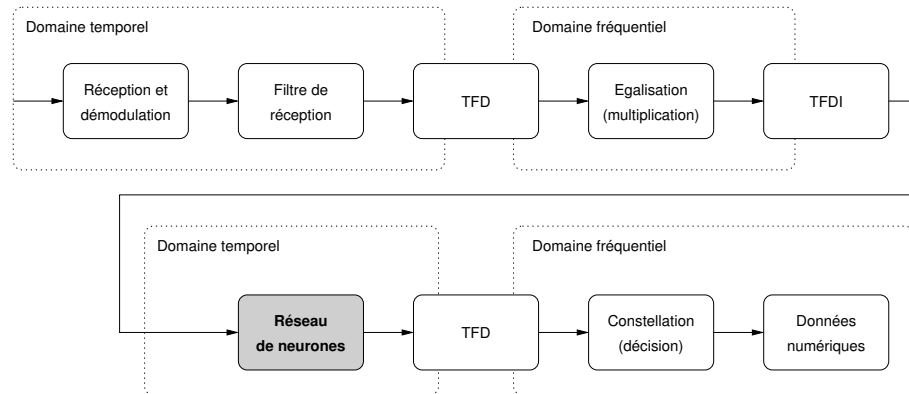 Domaine temporel
Domaine fréquentiel
Réception et
démodulation
Filtre de
réception
TFD
Egalisation
(multiplication)
TFDI
Domaine temporel
Domaine fréquentiel
Réseau
de neurones
TFD
Constellation
(décision)
Données
numériques